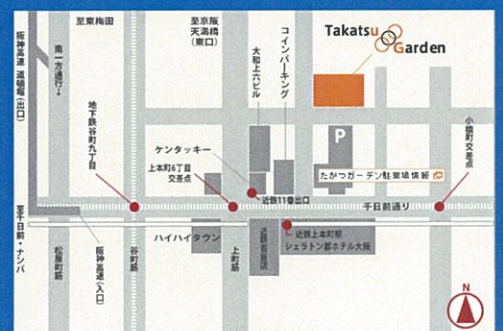 至東梅田
至京阪
天満橋
(東口)
阪神高速 道頓堀(出口)
南一方通行→
大和上六ビル
コインパーキング
Takatsu
Garden
地下鉄谷町九丁目
ケンタッキー
上本町6丁目
交差点
P
たかつガーデン駐車場情報
小橋町交差点
近鉄11番出口
千日前通り
至千日前・ナンバ
松屋町筋
阪神高速(入口)
谷町筋
ハイハイタウン
上町筋
近鉄百貨店
近鉄上本町駅
シェラトン都ホテル大阪
N